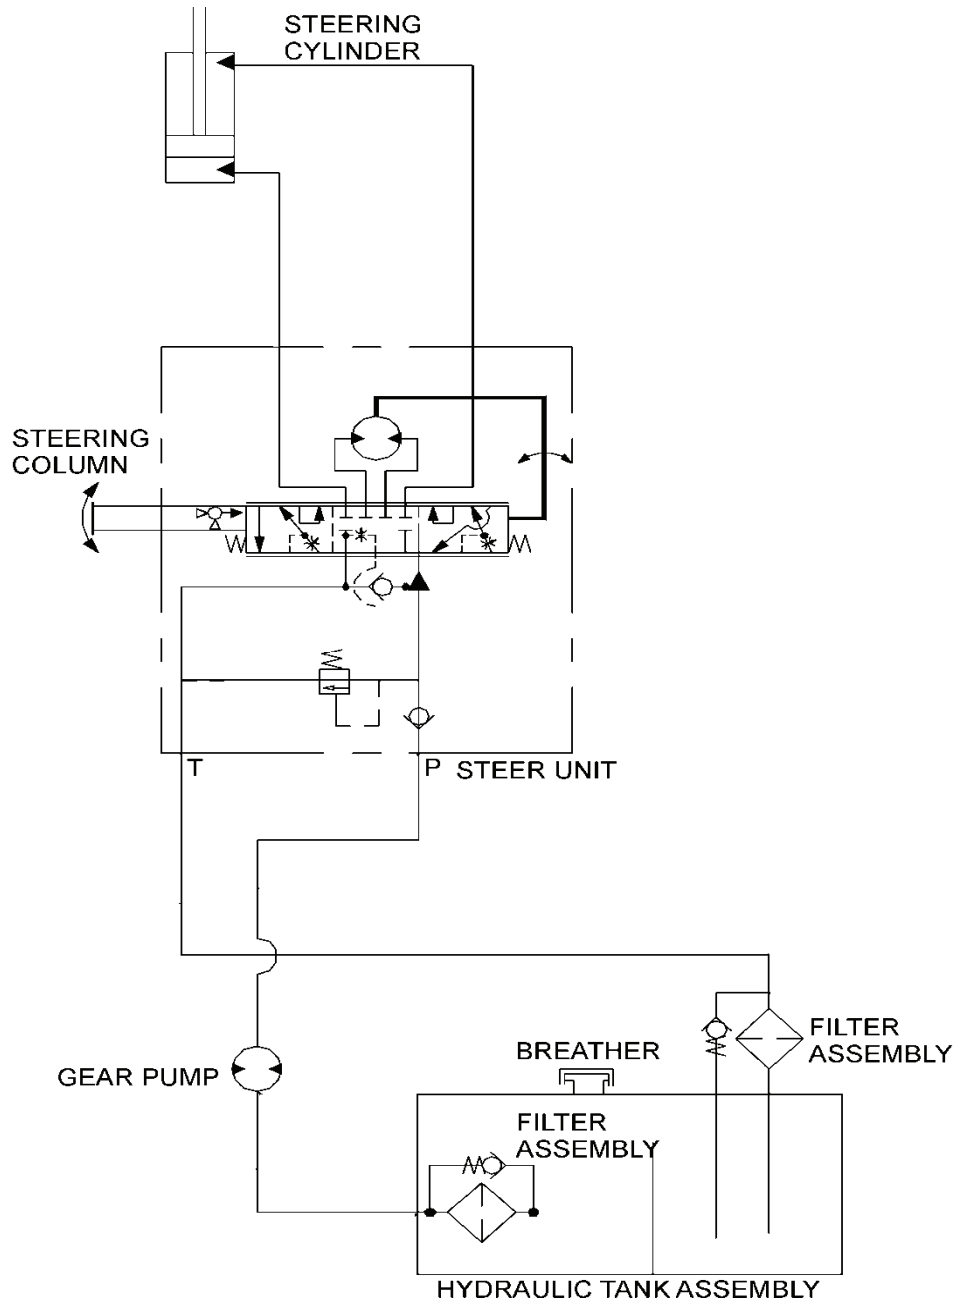 STEERING
CYLINDER
STEERING
COLUMN
T
P
STEER UNIT
GEAR PUMP
BREATHER
FILTER
ASSEMBLY
FILTER
ASSEMBLY
HYDRAULIC TANK ASSEMBLY